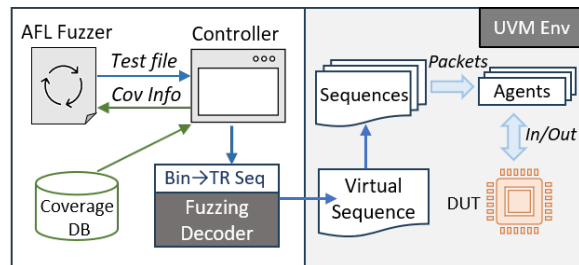 AFL Fuzzer
Controller
UVM Env
Test file
Cov Info
Packets
Sequences
Agents
In/Out
Coverage
DB
Bin→TR Seq
Fuzzing
Decoder
Virtual
Sequence
DUT